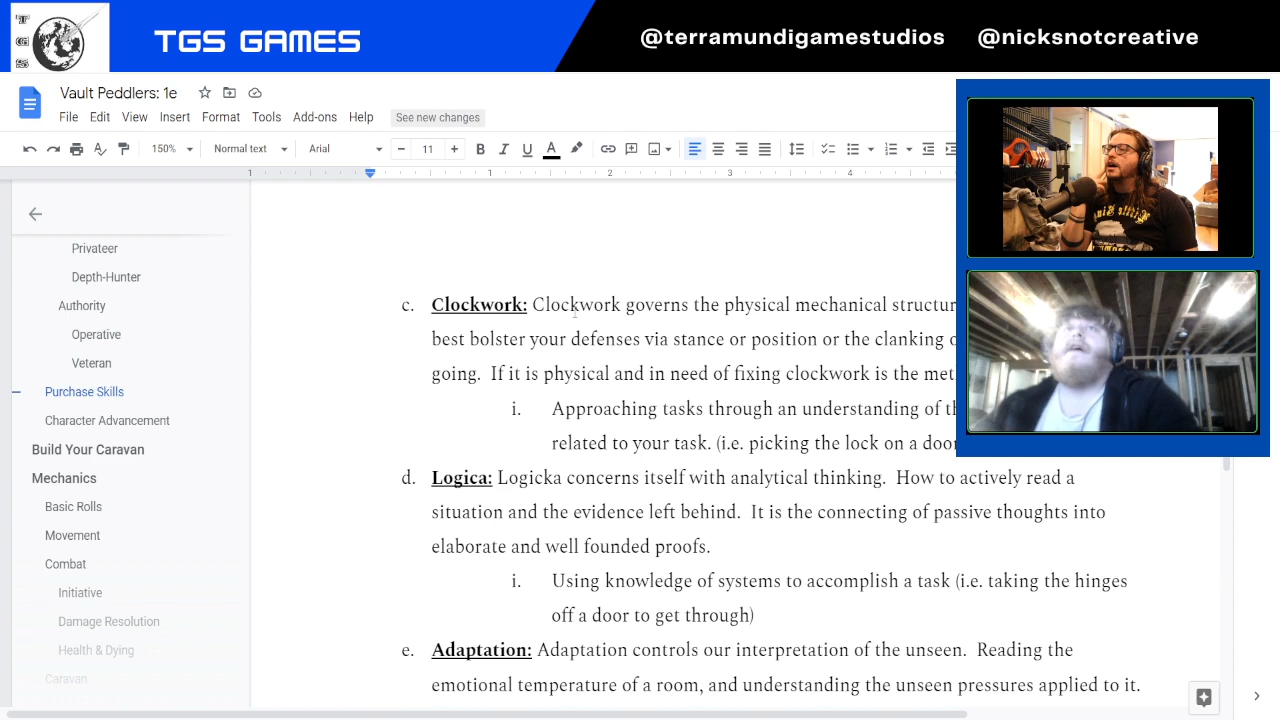 T
G
S
TGS GAMES
@terramundigamestudios @nicksnotcreative
Vault Peddlers: 1e
File Edit View Insert Format Tools Add-ons Help See new changes
150% Normal text Arial 11 B I U A
1 1 2 3 4
Privateer
Depth-Hunter
Authority
Operative
Veteran
Purchase Skills
Character Advancement
Build Your Caravan
Mechanics
Basic Rolls
Movement
Combat
Initiative
Damage Resolution
Health & Dying
Caravan
c. Clockwork: Clockwork governs the physical mechanical structur
best bolster your defenses via stance or position or the clanking o
going. If it is physical and in need of fixing clockwork is the met
i. Approaching tasks through an understanding of th
related to your task. (i.e. picking the lock on a door
d. Logica: Logicka concerns itself with analytical thinking. How to actively read a
situation and the evidence left behind. It is the connecting of passive thoughts into
elaborate and well founded proofs.
i. Using knowledge of systems to accomplish a task (i.e. taking the hinges
off a door to get through)
e. Adaptation: Adaptation controls our interpretation of the unseen. Reading the
emotional temperature of a room, and understanding the unseen pressures applied to it.